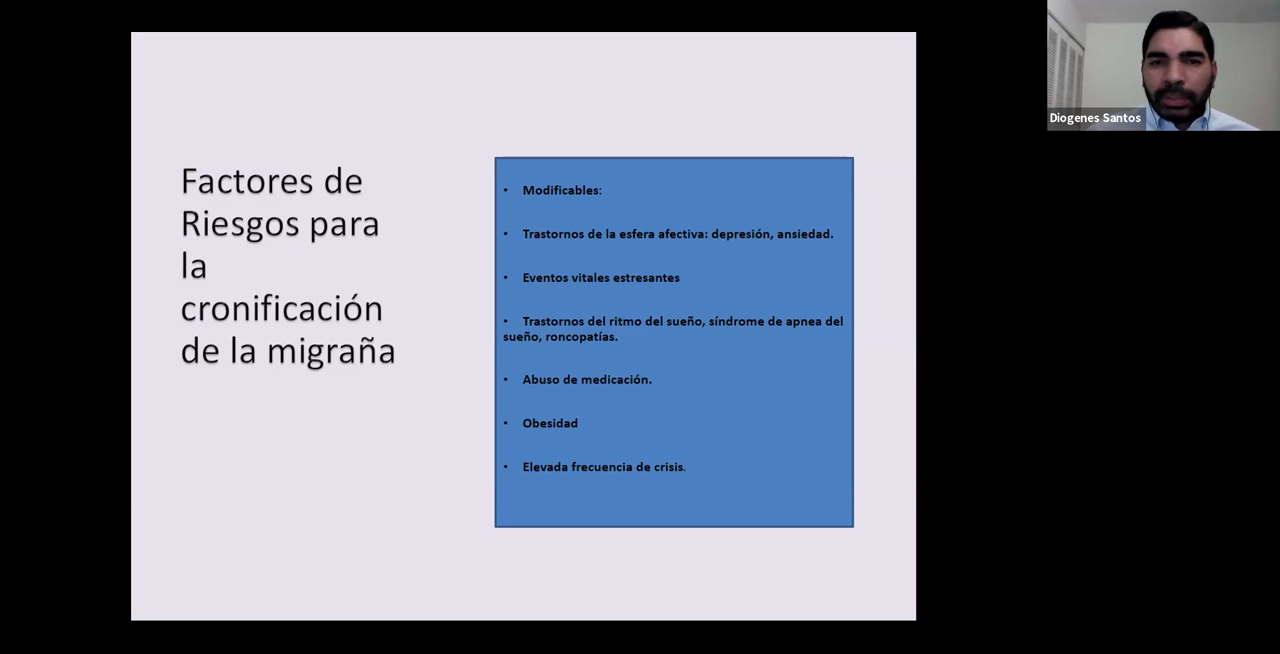 Factores de
Riesgos para
la
cronificación
de la migraña
• Modificables:
• Trastornos de la esfera afectiva: depresión, ansiedad.
• Eventos vitales estresantes
• Trastornos del ritmo del sueño, síndrome de apnea del
sueño, roncopatías.
• Abuso de medicación.
• Obesidad
• Elevada frecuencia de crisis.
Diogenes Santos